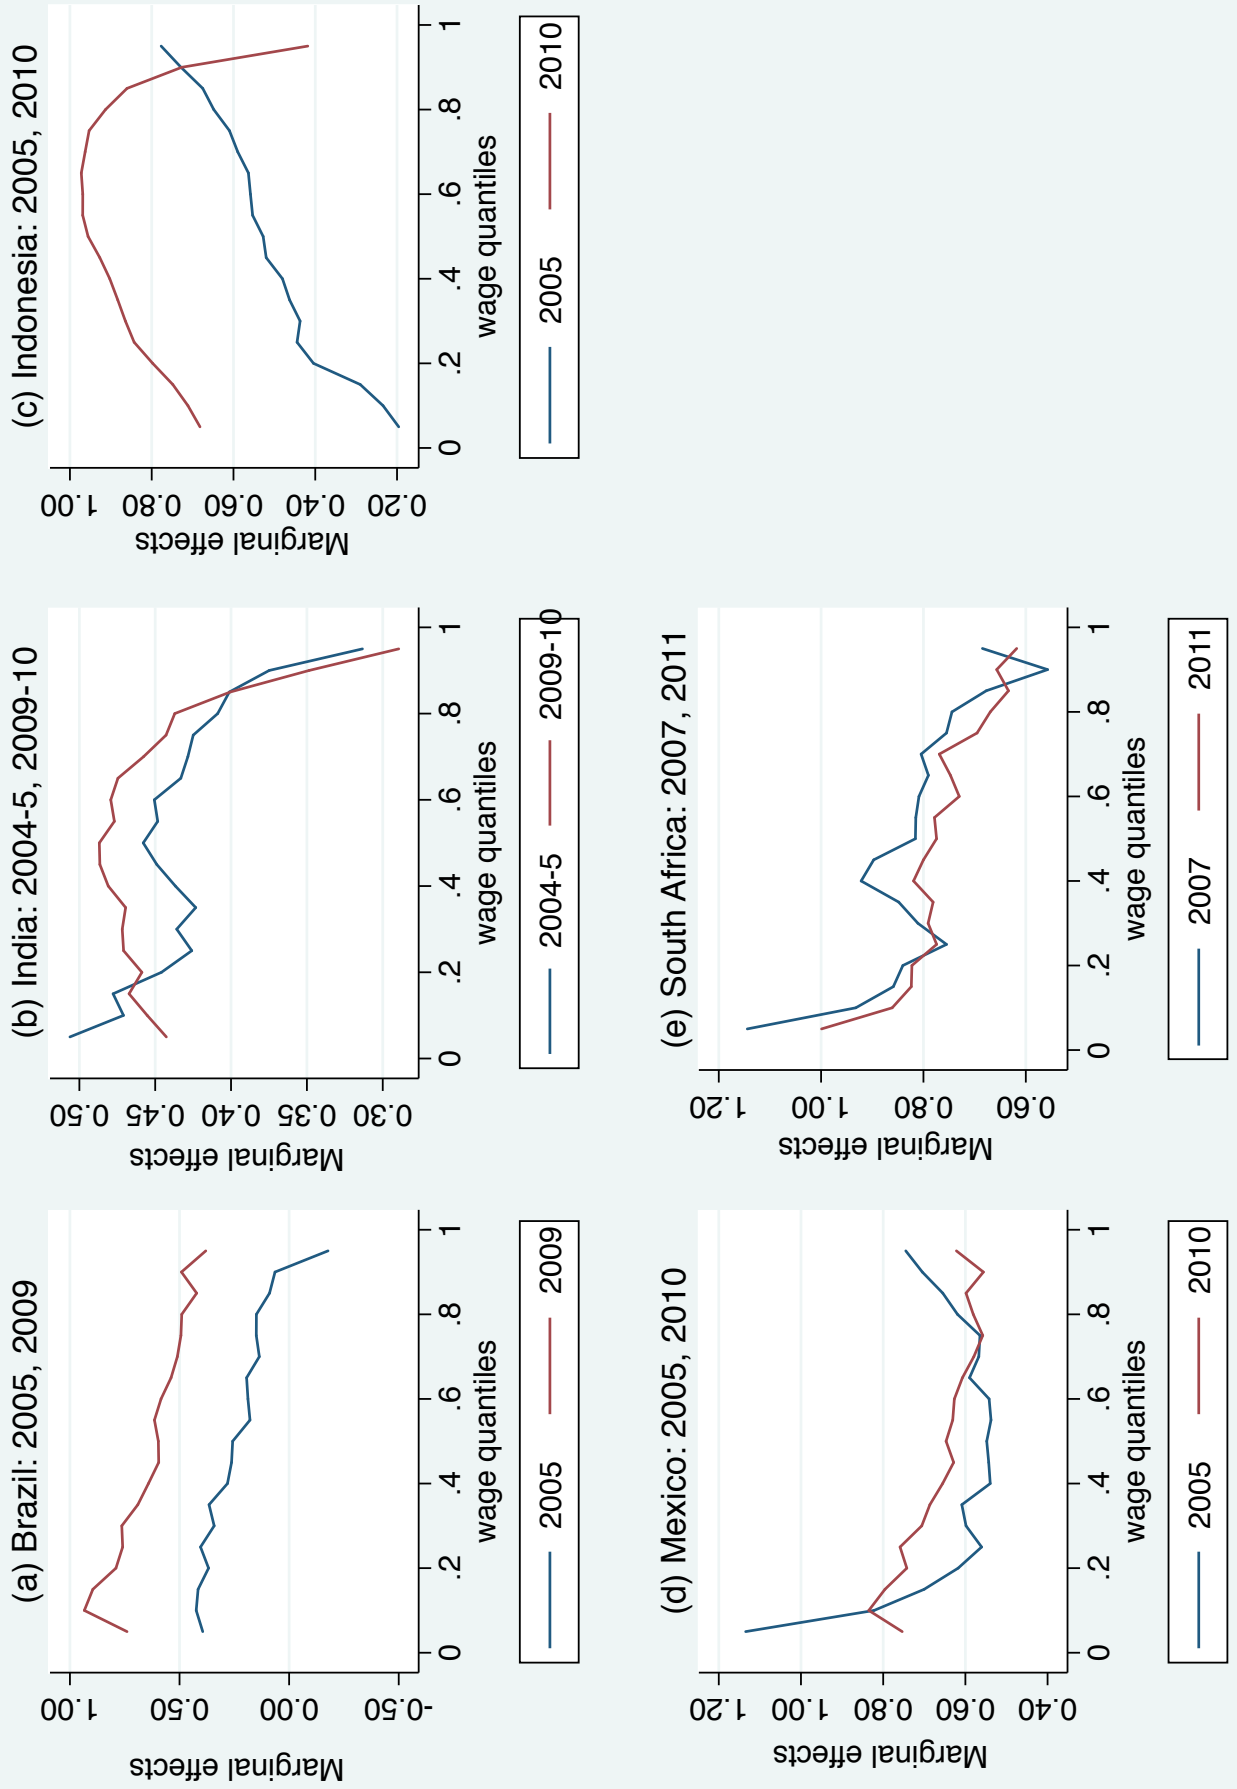 (a) Brazil: 2005, 2009
Marginal effects
1.00
0.50
0.00
-0.50
0 .2 .4 .6 .8 1
wage quantiles
2005 2009
(b) India: 2004-5, 2009-10
Marginal effects
0.50
0.45
0.40
0.35
0.30
0 .2 .4 .6 .8 1
wage quantiles
2004-5 2009-10
(c) Indonesia: 2005, 2010
Marginal effects
1.00
0.80
0.60
0.40
0.20
0 .2 .4 .6 .8 1
wage quantiles
2005 2010
(d) Mexico: 2005, 2010
Marginal effects
1.20
1.00
0.80
0.60
0.40
0 .2 .4 .6 .8 1
wage quantiles
2005 2010
(e) South Africa: 2007, 2011
Marginal effects
1.20
1.00
0.80
0.60
0 .2 .4 .6 .8 1
wage quantiles
2007 2011